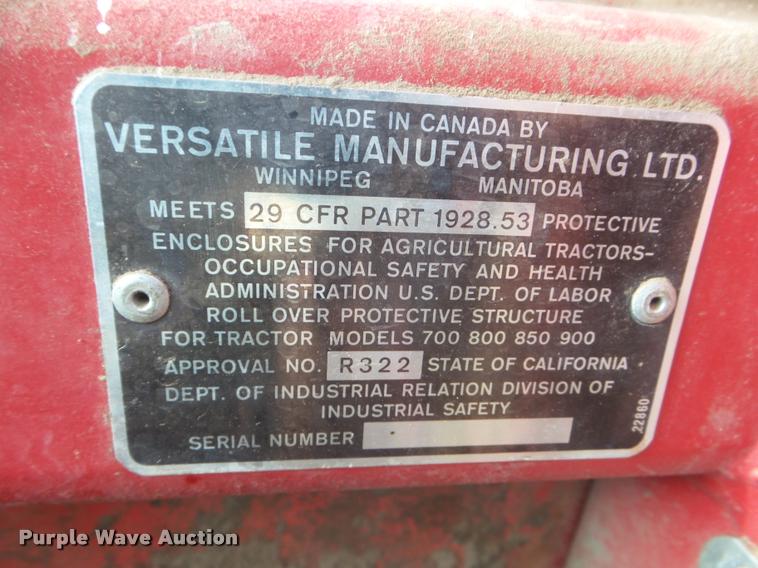 MADE IN CANADA BY
VERSATILE MANUFACTURING LTD.
WINNIPEG MANITOBA
MEETS 29 CFR PART 1928.53 PROTECTIVE
ENCLOSURES FOR AGRICULTURAL TRACTORS-
OCCUPATIONAL SAFETY AND HEALTH
ADMINISTRATION U.S. DEPT. OF LABOR
ROLL OVER PROTECTIVE STRUCTURE
FOR TRACTOR MODELS 700 800 850 900
APPROVAL NO. R322 STATE OF CALIFORNIA
DEPT. OF INDUSTRIAL RELATION DIVISION OF
INDUSTRIAL SAFETY
SERIAL NUMBER
22860
Purple Wave Auction